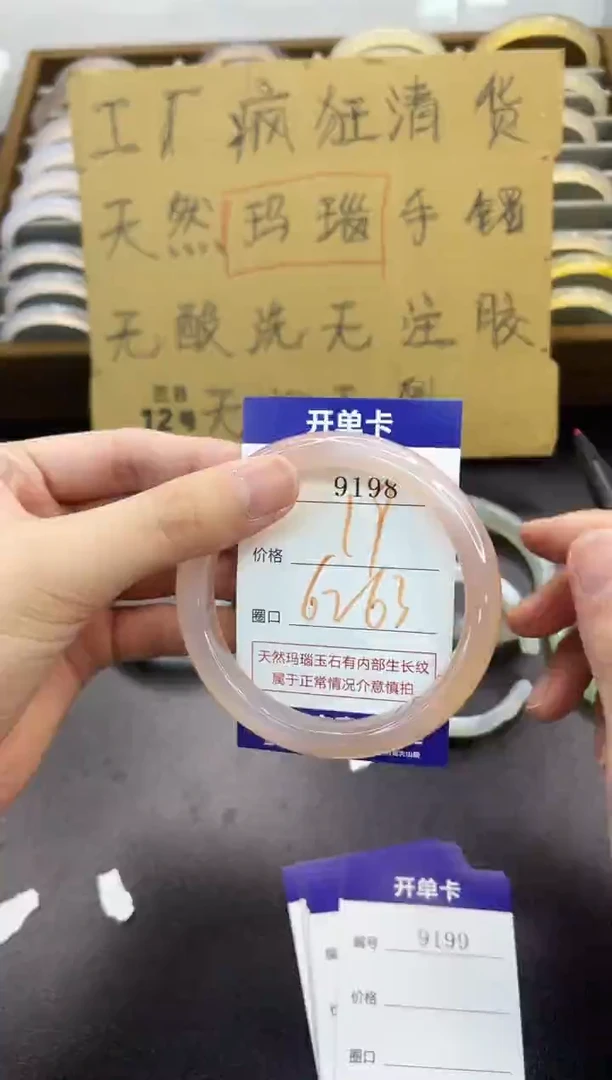 工厂疯狂清货
天然玛瑙手镯
无酸洗无注胶
12号天
开单卡
9198
价格 19
圈口 6263
天然玛瑙玉石有内部生长纹
属于正常情况介意慎拍
开单卡
编号 9199
价格
圈口